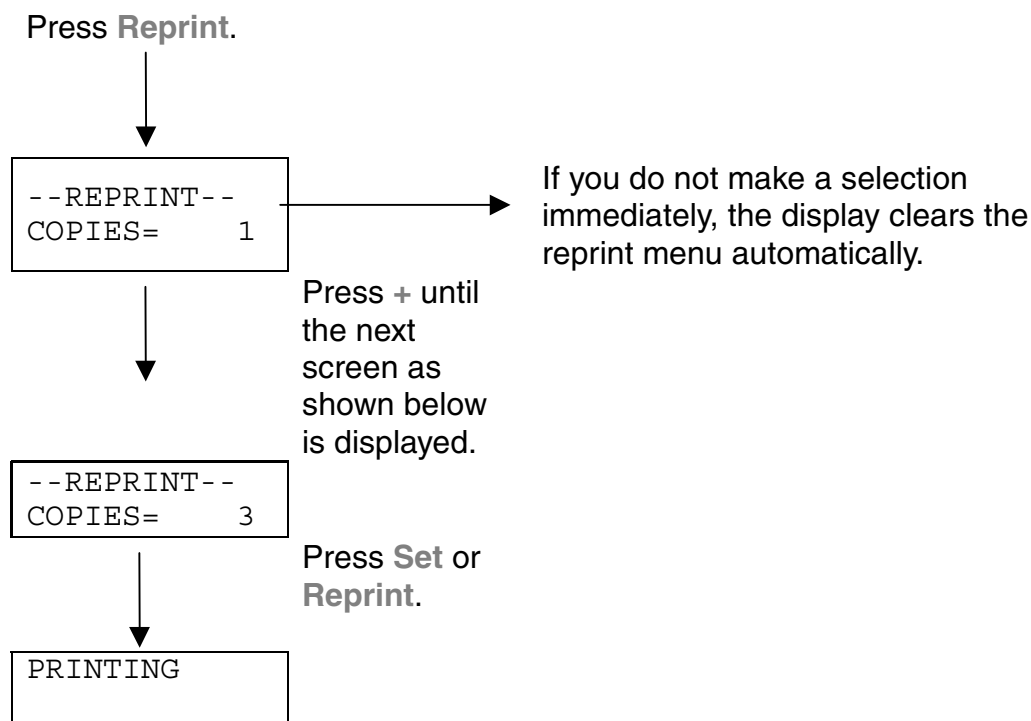 Press Reprint.
--REPRINT--
COPIES= 1
If you do not make a selection
immediately, the display clears the
reprint menu automatically.
Press + until
the next
screen as
shown below
is displayed.
--REPRINT--
COPIES= 3
Press Set or
Reprint.
PRINTING